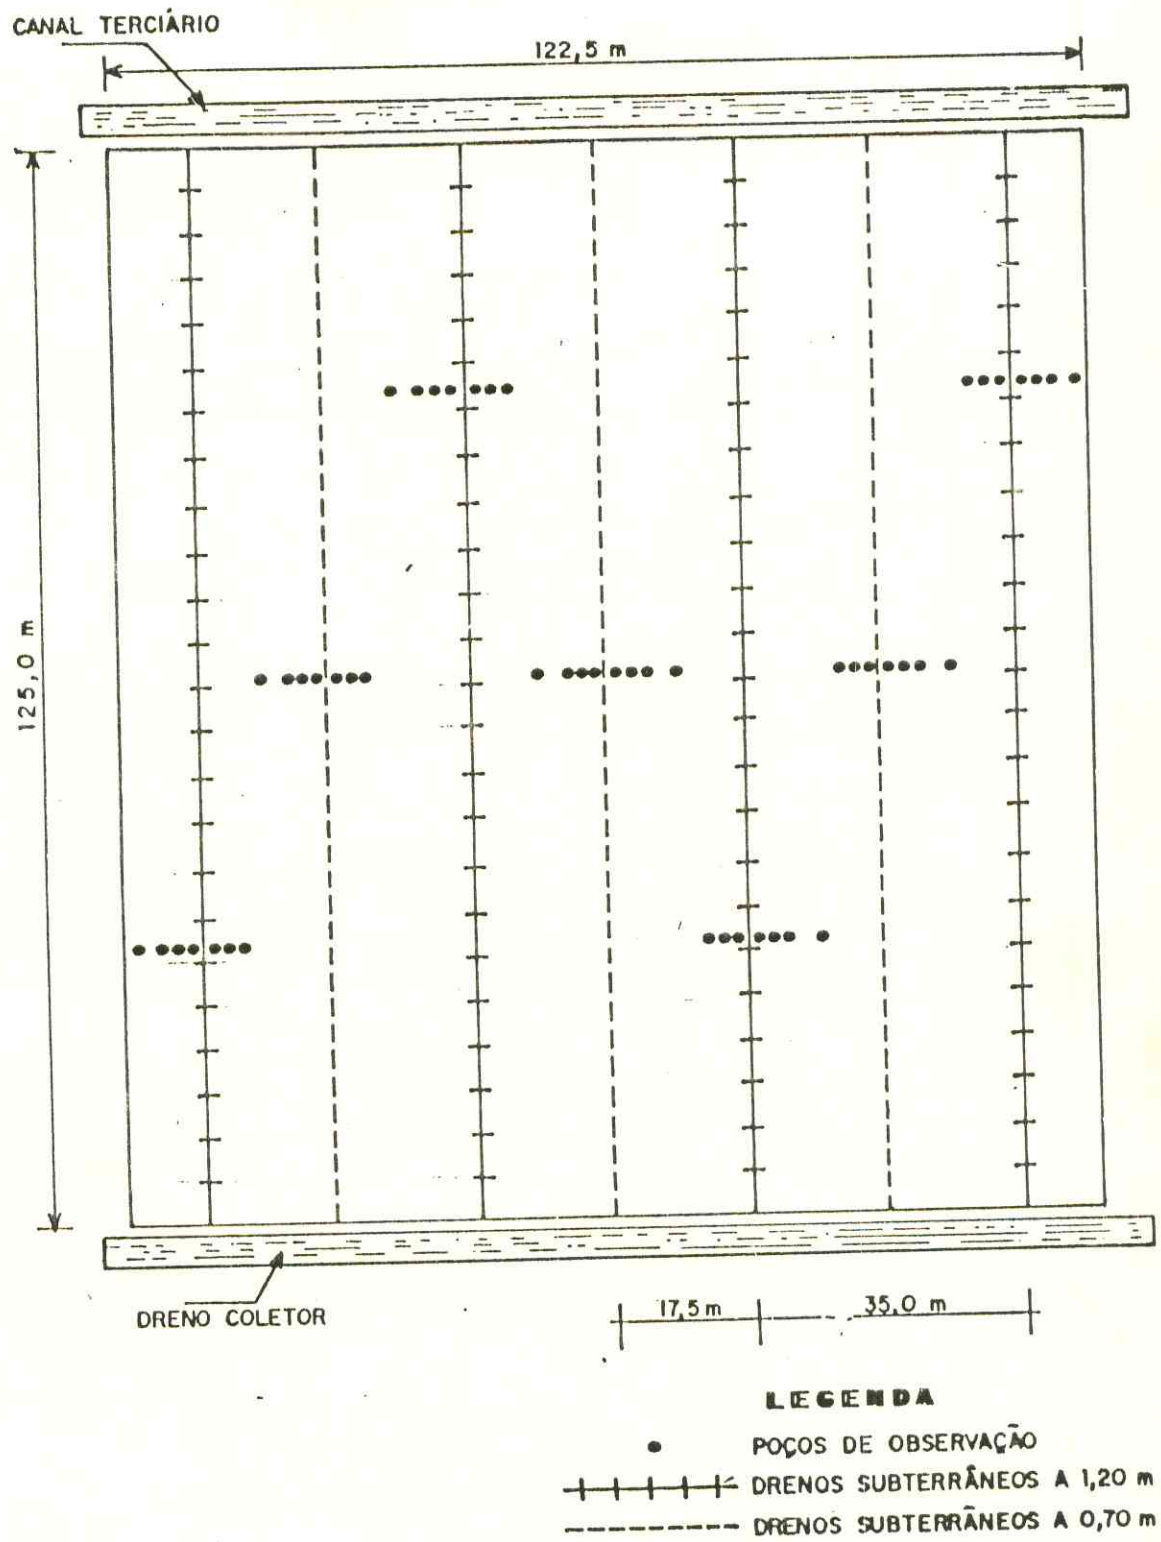 CANAL TERCIÁRIO
122,5 m
125,0 m
DRENO COLETOR
17,5 m
35,0 m
LEGENDA
POÇOS DE OBSERVAÇÃO
DRENOS SUBTERRÂNEOS A 1,20 m
DRENOS SUBTERRÂNEOS A 0,70 m